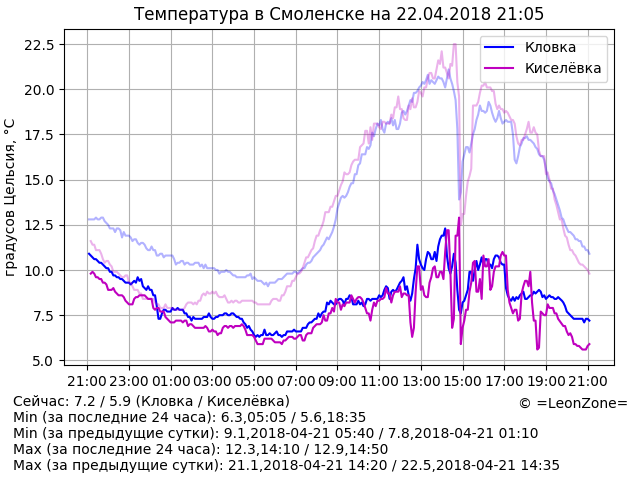 Температура в Смоленске на 22.04.2018 21:05
Кловка
Киселёвка
градусов Цельсия, °C
22.5
20.0
17.5
15.0
12.5
10.0
7.5
5.0
21:00 23:00 01:00 03:00 05:00 07:00 09:00 11:00 13:00 15:00 17:00 19:00 21:00
Сейчас: 7.2 / 5.9 (Кловка / Киселёвка)
© =LeonZone=
Min (за последние 24 часа): 6.3,05:05 / 5.6,18:35
Min (за предыдущие сутки): 9.1,2018-04-21 05:40 / 7.8,2018-04-21 01:10
Max (за последние 24 часа): 12.3,14:10 / 12.9,14:50
Max (за предыдущие сутки): 21.1,2018-04-21 14:20 / 22.5,2018-04-21 14:35